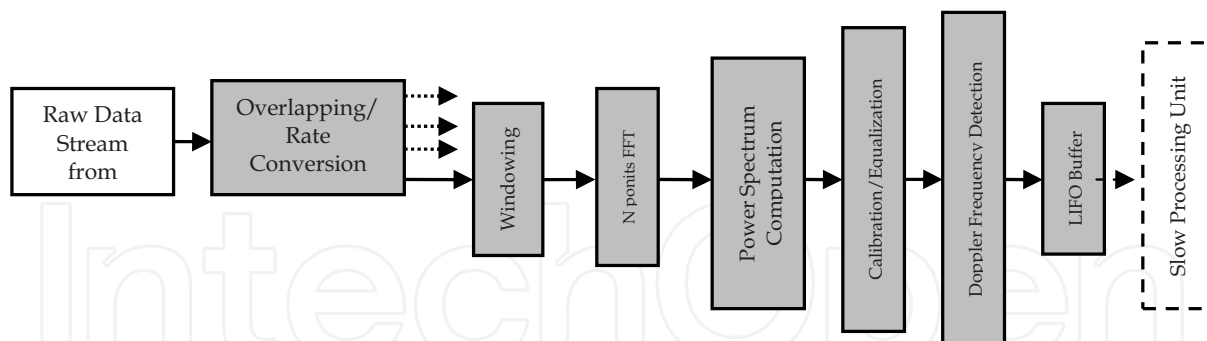 Raw Data
Stream from
Overlapping/
Rate
Conversion
Windowing
N ponits FFT
Power Spectrum
Computation
Calibration/Equalization
Doppler Frequency Detection
LIFO Buffer
Slow Processing Unit
IntechOpen